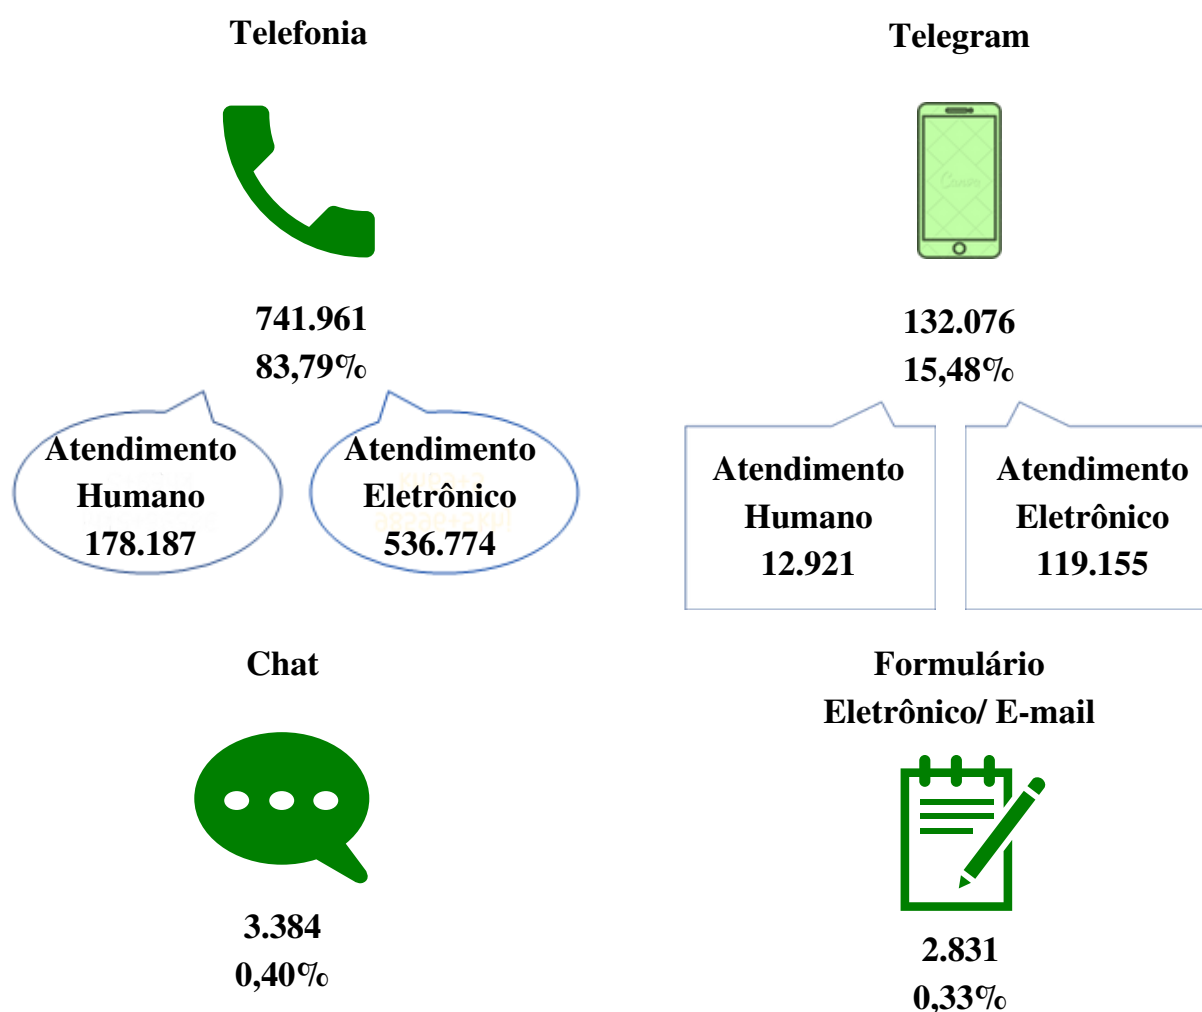 Telefonia
741.961
83,79%
Atendimento
Humano
178.187
Atendimento
Eletrônico
536.774
Telegram
Canva
132.076
15,48%
Atendimento
Humano
12.921
Atendimento
Eletrônico
119.155
Chat
3.384
0,40%
Formulário
Eletrônico/ E-mail
2.831
0,33%